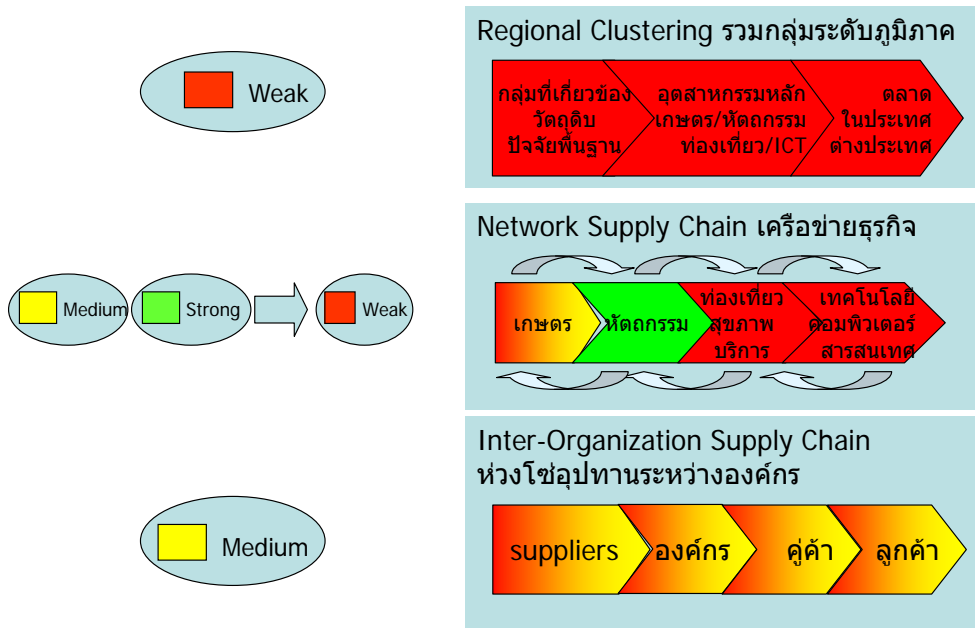 Weak
Regional Clustering รวมกลุ่มระดับภูมิภาค
กลุ่มที่เกี่ยวข้อง
วัตถุดิบ
ปัจจัยพื้นฐาน
อุตสาหกรรมหลัก
เกษตร/หัตถกรรม
ท่องเที่ยว/ICT
ตลาด
ในประเทศ
ต่างประเทศ
Medium
Strong
Weak
Network Supply Chain เครือข่ายธุรกิจ
เกษตร
หัตถกรรม
ท่องเที่ยว
สุขภาพ
บริการ
เทคโนโลยี
คอมพิวเตอร์
สารสนเทศ
Medium
Inter-Organization Supply Chain
ห่วงโซ่อุปทานระหว่างองค์กร
suppliers
องค์กร
คู่ค้า
ลูกค้า